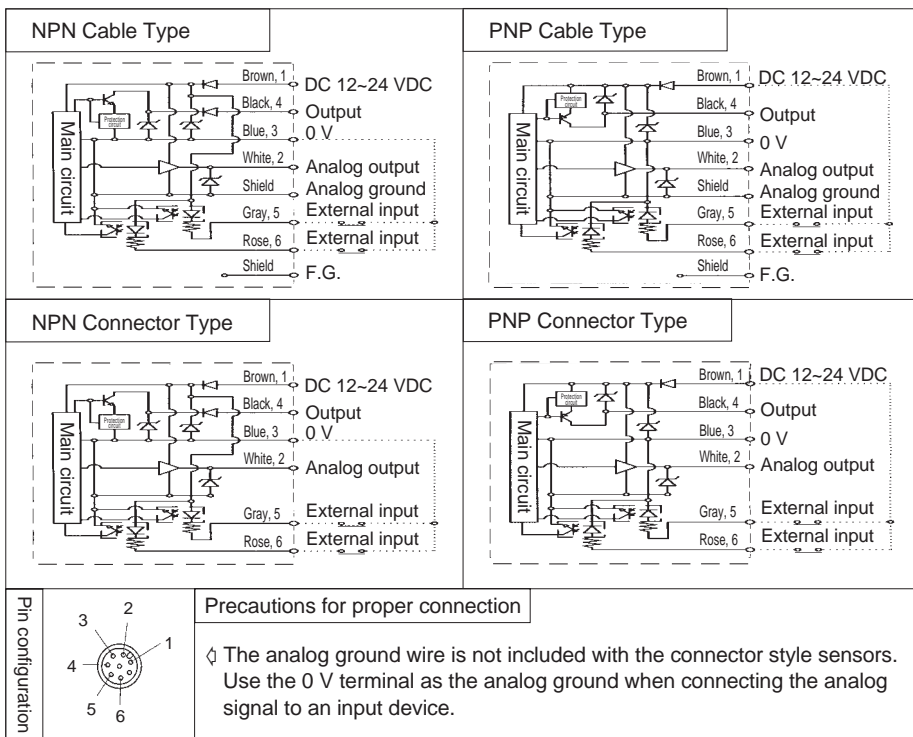 NPN Cable Type
Brown, 1 DC 12~24 VDC
Black, 4 Output
Protection circuit
Blue, 3 0 V
Main circuit
White, 2 Analog output
Shield Analog ground
Gray, 5 External input
Rose, 6 External input
Shield F.G.
PNP Cable Type
Brown, 1 DC 12~24 VDC
Protection circuit
Black, 4 Output
Blue, 3 0 V
Main circuit
White, 2 Analog output
Shield Analog ground
Gray, 5 External input
Rose, 6 External input
Shield F.G.
NPN Connector Type
Brown, 1 DC 12~24 VDC
Black, 4 Output
Protection circuit
Blue, 3 0 V
Main circuit
White, 2 Analog output
Gray, 5 External input
Rose, 6 External input
PNP Connector Type
Brown, 1 DC 12~24 VDC
Protection circuit
Black, 4 Output
Blue, 3 0 V
Main circuit
White, 2 Analog output
Gray, 5 External input
Rose, 6 External input
Pin configuration
2
3
1
4
5
6
Precautions for proper connection
The analog ground wire is not included with the connector style sensors.
Use the 0 V terminal as the analog ground when connecting the analog
signal to an input device.